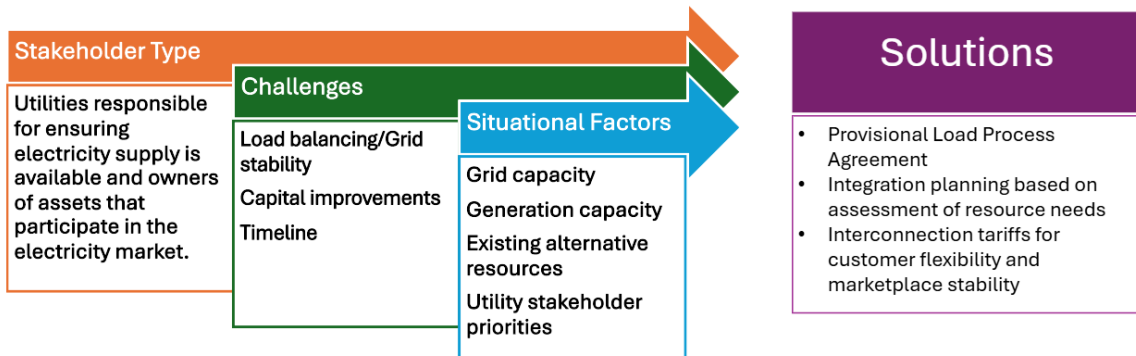 Stakeholder Type
Utilities responsible
for ensuring
electricity supply is
available and owners
of assets that
participate in the
electricity market.
Challenges
Load balancing/Grid
stability
Capital improvements
Timeline
Situational Factors
Grid capacity
Generation capacity
Existing alternative
resources
Utility stakeholder
priorities
Solutions
• Provisional Load Process
Agreement
• Integration planning based on
assessment of resource needs
• Interconnection tariffs for
customer flexibility and
marketplace stability